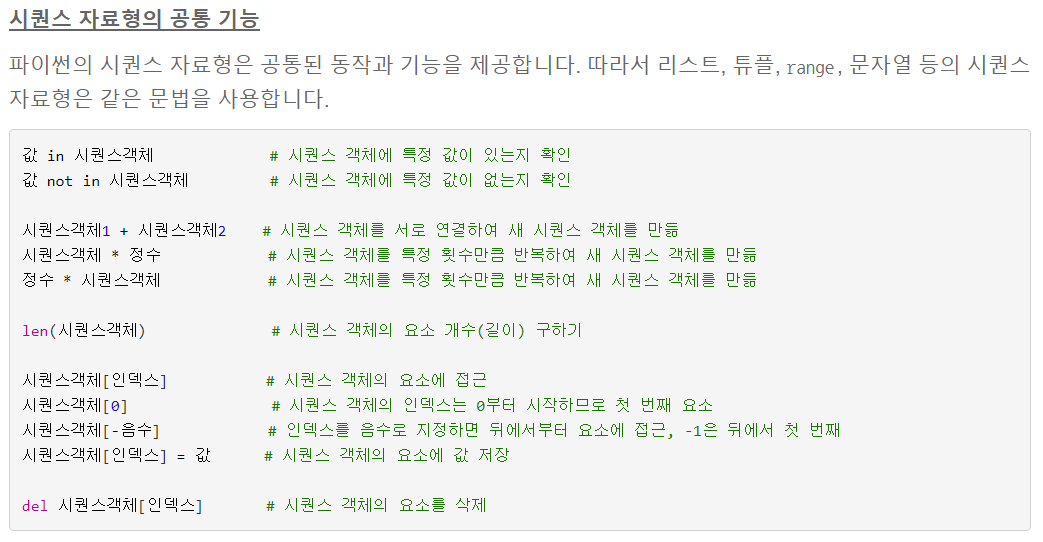 시퀀스 자료형의 공통 기능
파이썬의 시퀀스 자료형은 공통된 동작과 기능을 제공합니다. 따라서 리스트, 튜플, range, 문자열 등의 시퀀스
자료형은 같은 문법을 사용합니다.
값 in 시퀀스객체 # 시퀀스 객체에 특정 값이 있는지 확인
값 not in 시퀀스객체 # 시퀀스 객체에 특정 값이 없는지 확인
시퀀스객체1 + 시퀀스객체2 # 시퀀스 객체를 서로 연결하여 새 시퀀스 객체를 만듦
시퀀스객체 * 정수 # 시퀀스 객체를 특정 횟수만큼 반복하여 새 시퀀스 객체를 만듦
정수 * 시퀀스객체 # 시퀀스 객체를 특정 횟수만큼 반복하여 새 시퀀스 객체를 만듦
len(시퀀스객체) # 시퀀스 객체의 요소 개수(길이) 구하기
시퀀스객체[인덱스] # 시퀀스 객체의 요소에 접근
시퀀스객체[0] # 시퀀스 객체의 인덱스는 0부터 시작하므로 첫 번째 요소
시퀀스객체[-음수] # 인덱스를 음수로 지정하면 뒤에서부터 요소에 접근, -1은 뒤에서 첫 번째
시퀀스객체[인덱스] = 값 # 시퀀스 객체의 요소에 값 저장
del 시퀀스객체[인덱스] # 시퀀스 객체의 요소를 삭제